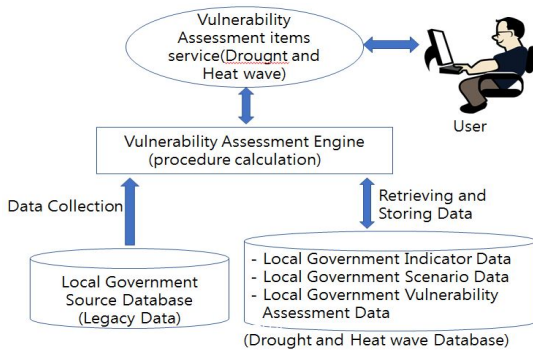 Vulnerability
Assessment items
service(Drougnt and
Heat wave)
User
Vulnerability Assessment Engine
(procedure calculation)
Data Collection
Retrieving and
Storing Data
Local Government
Source Database
(Legacy Data)
- Local Government Indicator Data
- Local Government Scenario Data
- Local Government Vulnerability
Assessment Data
(Drought and Heat wave Database)